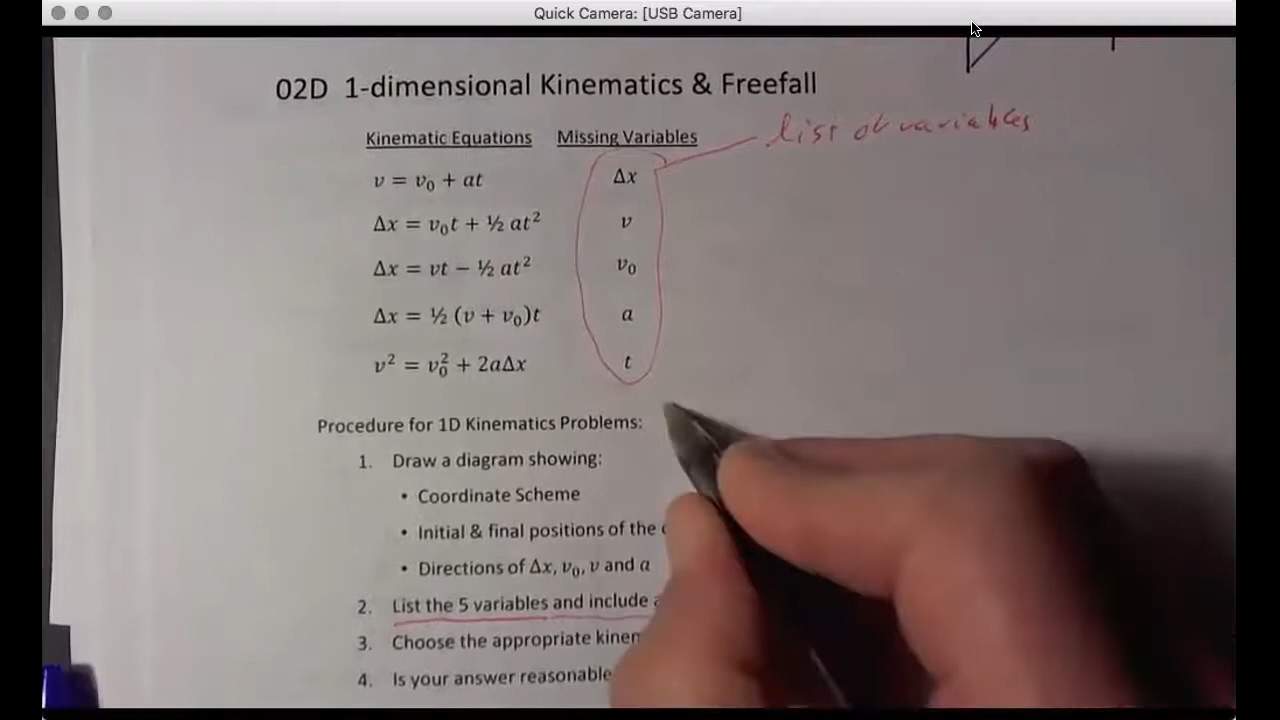 Quick Camera: [USB Camera]
02D 1-dimensional Kinematics & Freefall
Kinematic Equations Missing Variables
list of variables
v = v₀ + at Δx
Δx = v₀t + ½ at² v
Δx = vt − ½ at² v₀
Δx = ½ (v + v₀)t a
v² = v₀² + 2aΔx t
Procedure for 1D Kinematics Problems:
1. Draw a diagram showing:
• Coordinate Scheme
• Initial & final positions of the
• Directions of Δx, v₀, v and a
2. List the 5 variables and include
3. Choose the appropriate
4. Is your answer reasonable